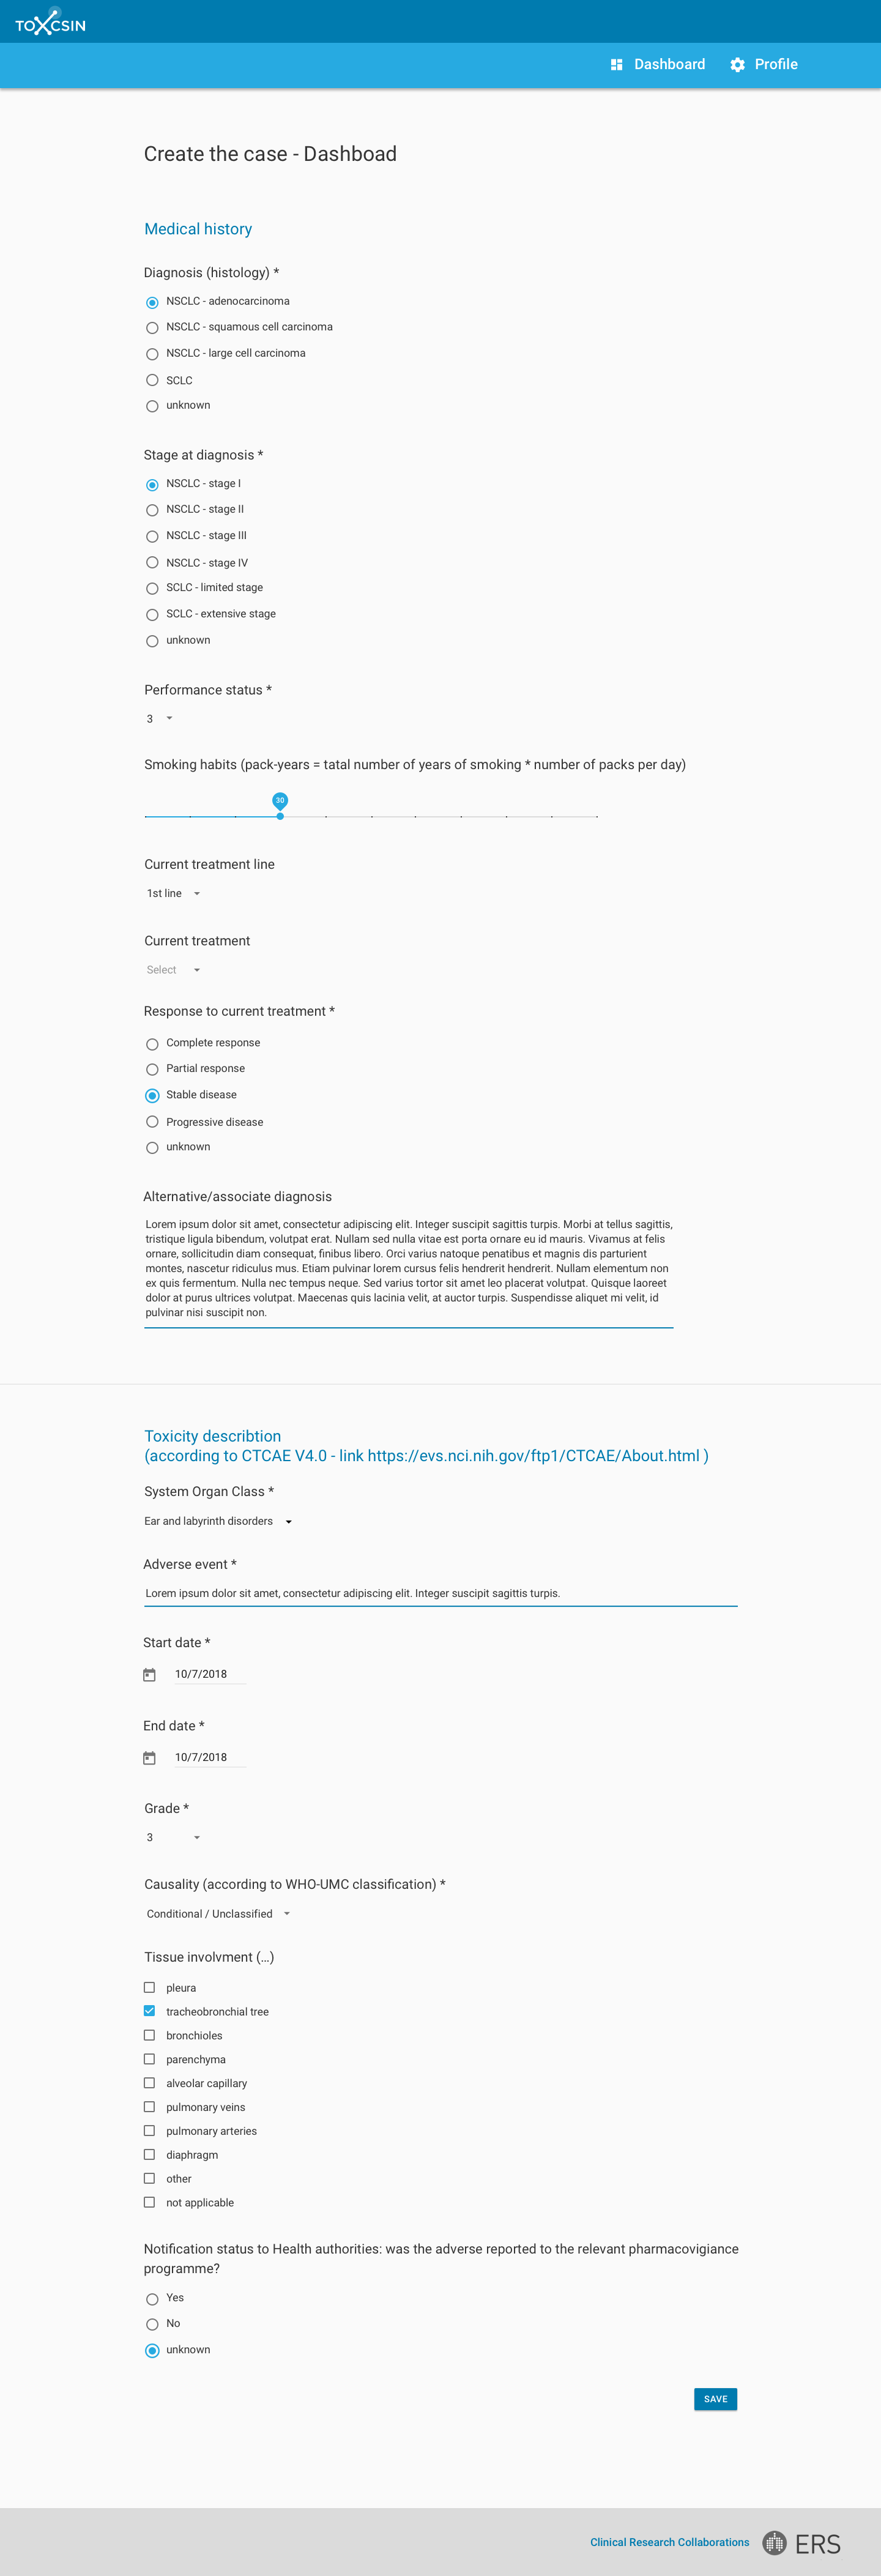 TOXCSIN
Dashboard
Profile
Create the case - Dashboad
Medical history
Diagnosis (histology) *
NSCLC - adenocarcinoma
NSCLC - squamous cell carcinoma
NSCLC - large cell carcinoma
SCLC
unknown
Stage at diagnosis *
NSCLC - stage I
NSCLC - stage II
NSCLC - stage III
NSCLC - stage IV
SCLC - limited stage
SCLC - extensive stage
unknown
Performance status *
3
Smoking habits (pack-years = tatal number of years of smoking * number of packs per day)
30
Current treatment line
1st line
Current treatment
Select
Response to current treatment *
Complete response
Partial response
Stable disease
Progressive disease
unknown
Alternative/associate diagnosis
Lorem ipsum dolor sit amet, consectetur adipiscing elit. Integer suscipit sagittis turpis. Morbi at tellus sagittis,
tristique ligula bibendum, volutpat erat. Nullam sed nulla vitae est porta ornare eu id mauris. Vivamus at felis
ornare, sollicitudin diam consequat, finibus libero. Orci varius natoque penatibus et magnis dis parturient
montes, nascetur ridiculus mus. Etiam pulvinar lorem cursus felis hendrerit hendrerit. Nullam elementum non
ex quis fermentum. Nulla nec tempus neque. Sed varius tortor sit amet leo placerat volutpat. Quisque laoreet
dolor at purus ultrices volutpat. Maecenas quis lacinia velit, at auctor turpis. Suspendisse aliquet mi velit, id
pulvinar nisi suscipit non.
Toxicity describtion
(according to CTCAE V4.0 - link https://evs.nci.nih.gov/ftp1/CTCAE/About.html )
System Organ Class *
Ear and labyrinth disorders
Adverse event *
Lorem ipsum dolor sit amet, consectetur adipiscing elit. Integer suscipit sagittis turpis.
Start date *
10/7/2018
End date *
10/7/2018
Grade *
3
Causality (according to WHO-UMC classification) *
Conditional / Unclassified
Tissue involvment (...)
pleura
tracheobronchial tree
bronchioles
parenchyma
alveolar capillary
pulmonary veins
pulmonary arteries
diaphragm
other
not applicable
Notification status to Health authorities: was the adverse reported to the relevant pharmacovigiance
programme?
Yes
No
unknown
SAVE
Clinical Research Collaborations
ERS